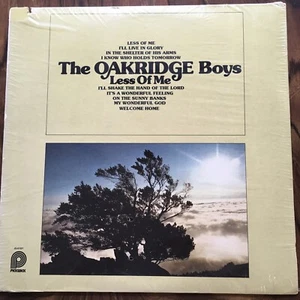 LESS OF ME
I'LL LIVE IN GLORY
IN THE SHELTER OF HIS ARMS
I KNOW WHO HOLDS TOMORROW
The OAKRIDGE Boys
Less Of Me
I'LL SHAKE THE HAND OF THE LORD
IT'S A WONDERFUL FEELING
ON THE SUNNY BANKS
MY WONDERFUL GOD
WELCOME HOME
PICKWICK